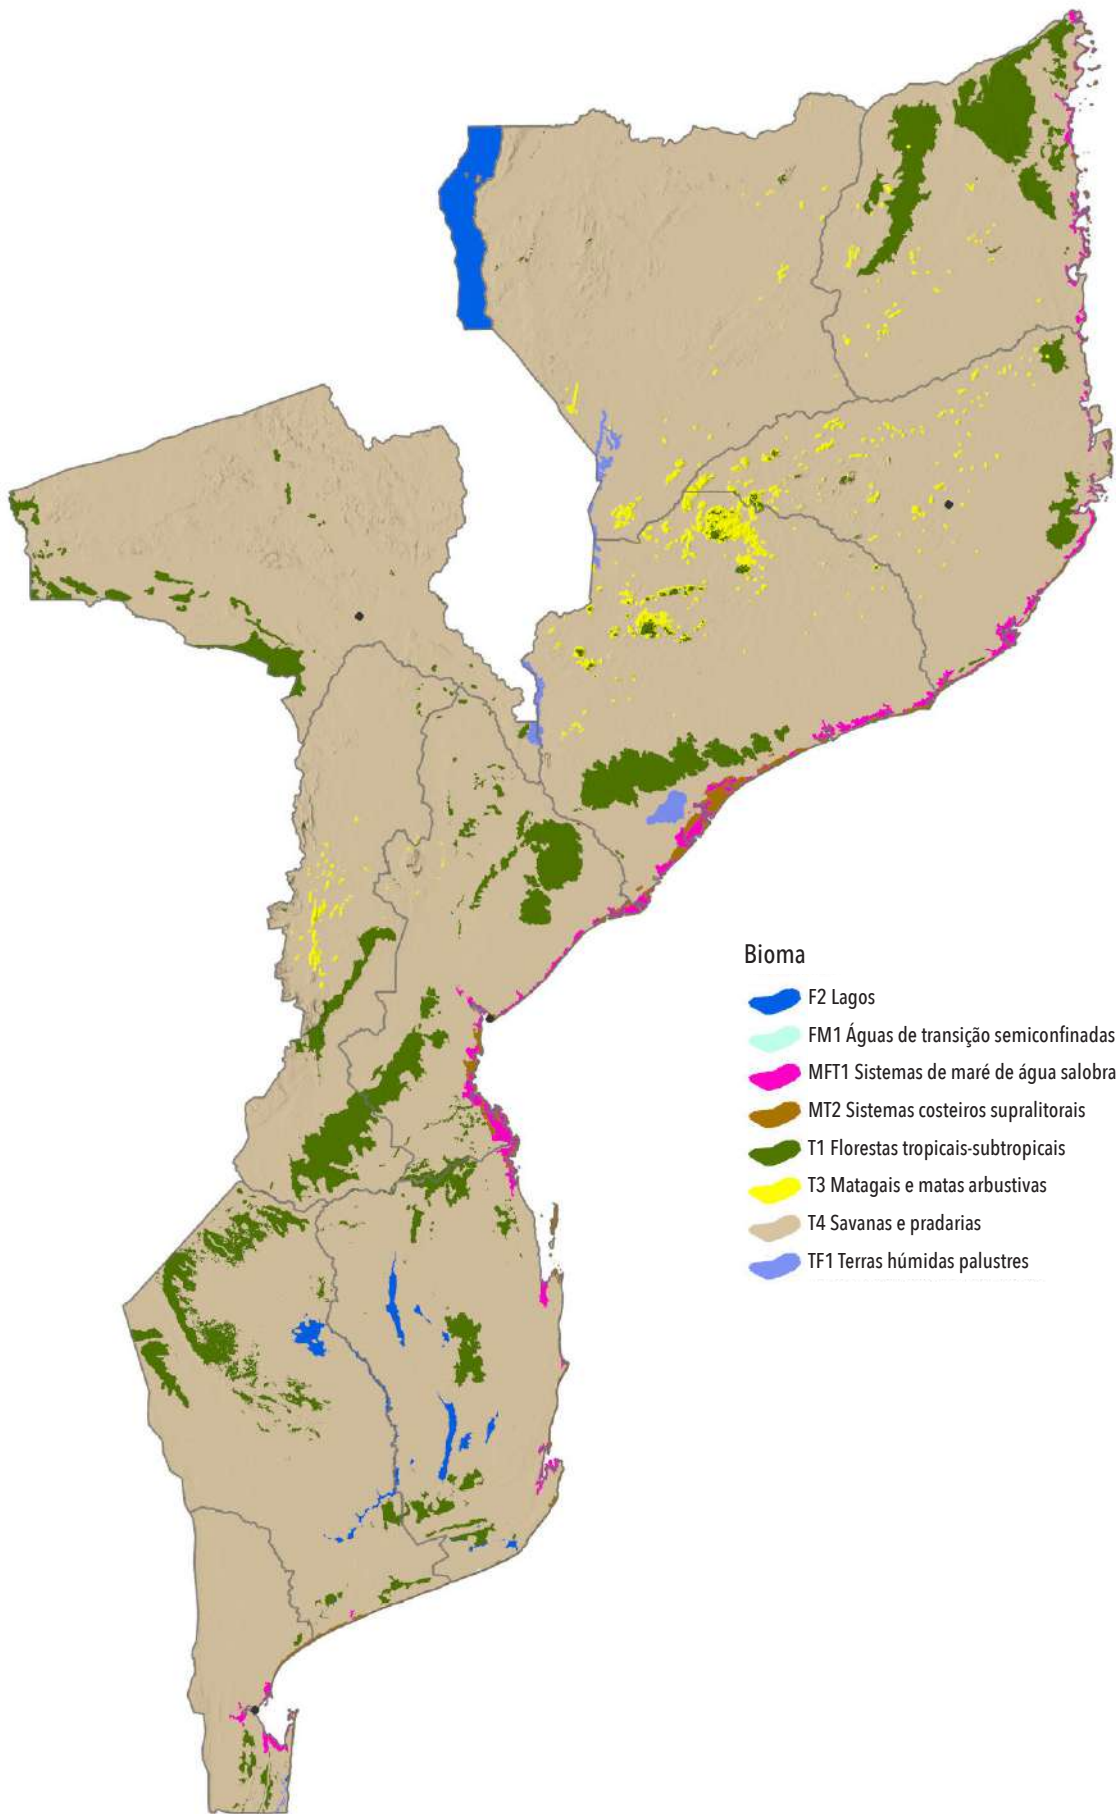 Bioma
F2 Lagos
FM1 Águas de transição semiconfinadas
MFT1 Sistemas de maré de água salobra
MT2 Sistemas costeiros supralitorais
T1 Florestas tropicais-subtropicais
T3 Matagais e matas arbustivas
T4 Savanas e pradarias
TF1 Terras húmidas palustres